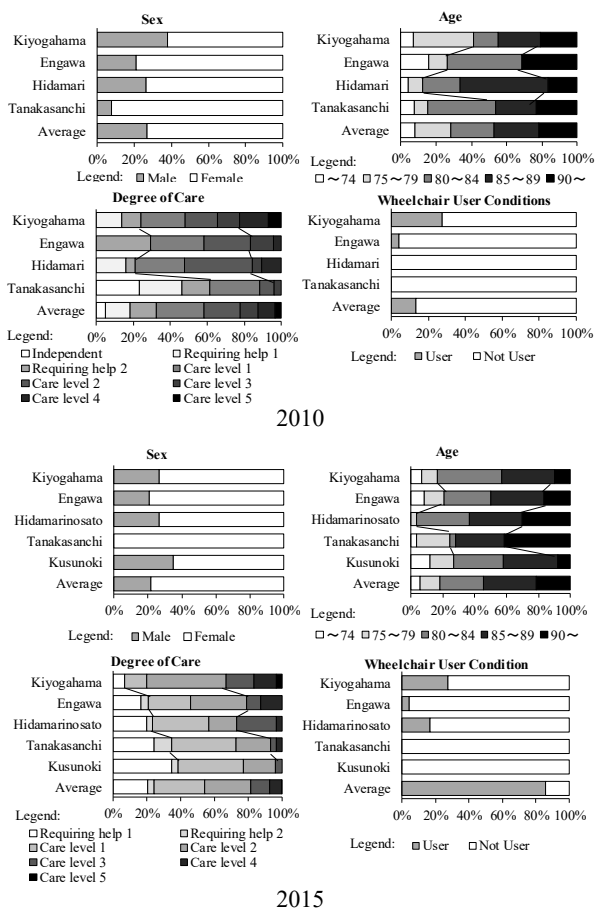 Sex
Kiyogahama
Engawa
Hidamari
Tanakasanchi
Average
0% 20% 40% 60% 80% 100%
Legend: Male Female
Age
Kiyogahama
Engawa
Hidamari
Tanakasanchi
Average
0% 20% 40% 60% 80% 100%
Legend:
~74 75~79 80~84 85~89 90~
Degree of Care
Kiyogahama
Engawa
Hidamari
Tanakasanchi
Average
0% 20% 40% 60% 80% 100%
Legend:
Independent Requiring help 1
Requiring help 2 Care level 1
Care level 2 Care level 3
Care level 4 Care level 5
Wheelchair User Conditions
Kiyogahama
Engawa
Hidamari
Tanakasanchi
Average
0% 20% 40% 60% 80% 100%
Legend: User Not User
2010
Sex
Kiyogahama
Engawa
Hidamarinosato
Tanakasanchi
Kusunoki
Average
0% 20% 40% 60% 80% 100%
Legend: Male Female
Age
Kiyogahama
Engawa
Hidamarinosato
Tanakasanchi
Kusunoki
Average
0% 20% 40% 60% 80% 100%
Legend:
~74 75~79 80~84 85~89 90~
Degree of Care
Kiyogahama
Engawa
Hidamarinosato
Tanakasanchi
Kusunoki
Average
0% 20% 40% 60% 80% 100%
Legend:
Requiring help 1 Requiring help 2
Care level 1 Care level 2
Care level 3 Care level 4
Care level 5
Wheelchair User Condition
Kiyogahama
Engawa
Hidamarinosato
Tanakasanchi
Kusunoki
Average
0% 20% 40% 60% 80% 100%
Legend: User Not User
2015